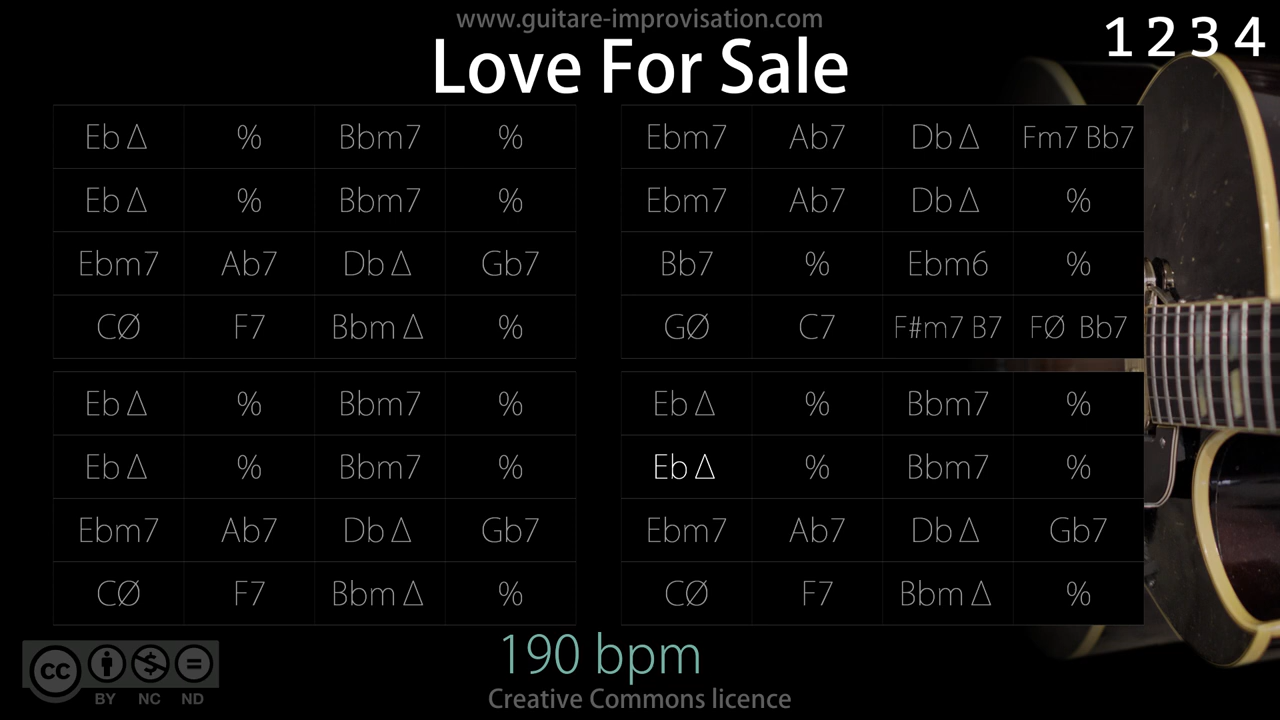 www.guitare-improvisation.com
1 2 3 4
Love For Sale
Eb Δ % Bbm7 %
Eb Δ % Bbm7 %
Ebm7 Ab7 Db Δ Gb7
CØ F7 Bbm Δ %
Ebm7 Ab7 Db Δ Fm7 Bb7
Ebm7 Ab7 Db Δ %
Bb7 % Ebm6 %
GØ C7 F#m7 B7 FØ Bb7
Eb Δ % Bbm7 %
Eb Δ % Bbm7 %
Ebm7 Ab7 Db Δ Gb7
CØ F7 Bbm Δ %
Eb Δ % Bbm7 %
Eb Δ % Bbm7 %
Ebm7 Ab7 Db Δ Gb7
CØ F7 Bbm Δ %
190 bpm
Creative Commons licence
cc
BY NC ND